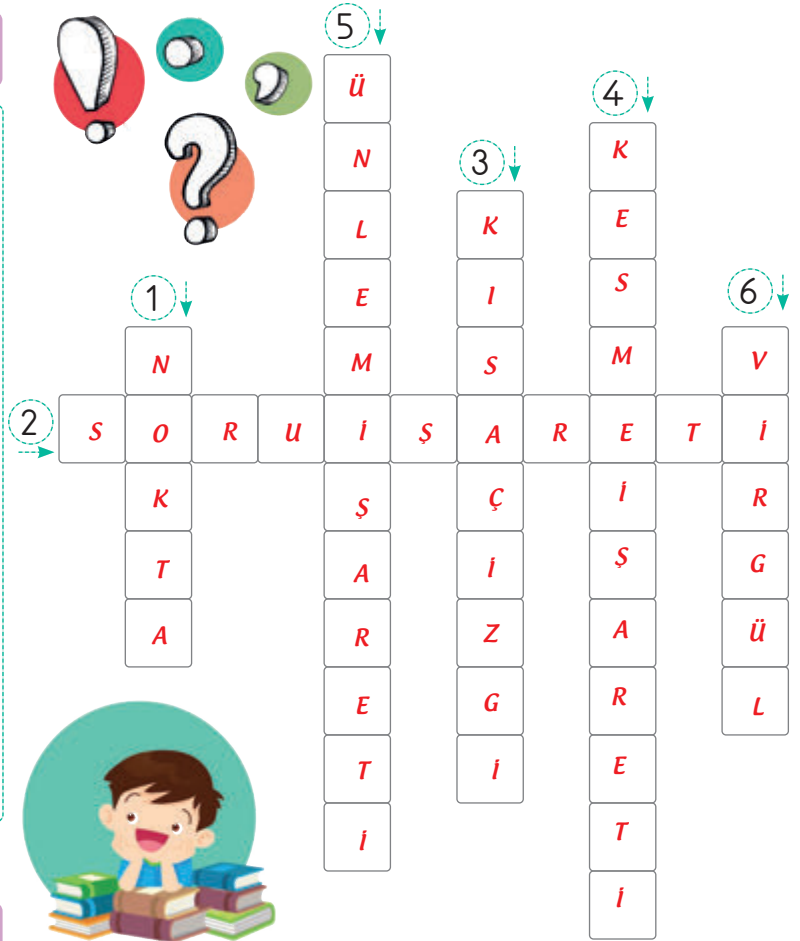 ! . ,
?
1
NOKTA
2
SORUİŞARETİ
3
KISAÇİZGİ
4
KESMEİŞARETİ
5
ÜNLEMİŞARETİ
6
VİRGÜL